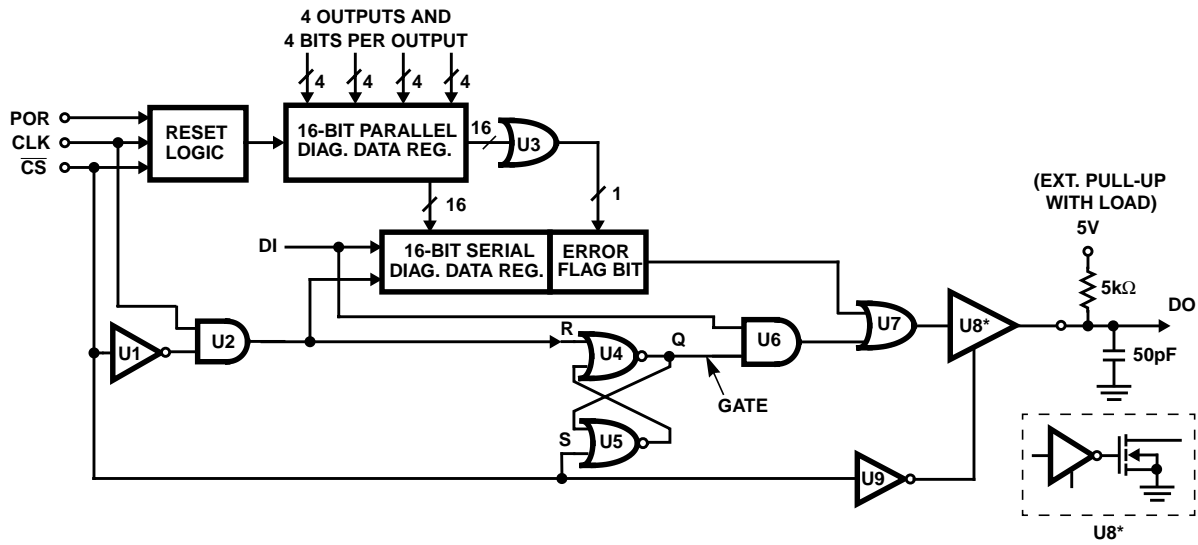 4 OUTPUTS AND
4 BITS PER OUTPUT
4
4
4
4
POR
CLK
CS
RESET
LOGIC
16-BIT PARALLEL
DIAG. DATA REG.
16
U3
16
1
DI
16-BIT SERIAL
DIAG. DATA REG.
ERROR
FLAG BIT
(EXT. PULL-UP
WITH LOAD)
5V
5kΩ
DO
50pF
U1
U2
R
U4
Q
GATE
U6
U7
U8*
S
U5
U9
U8*